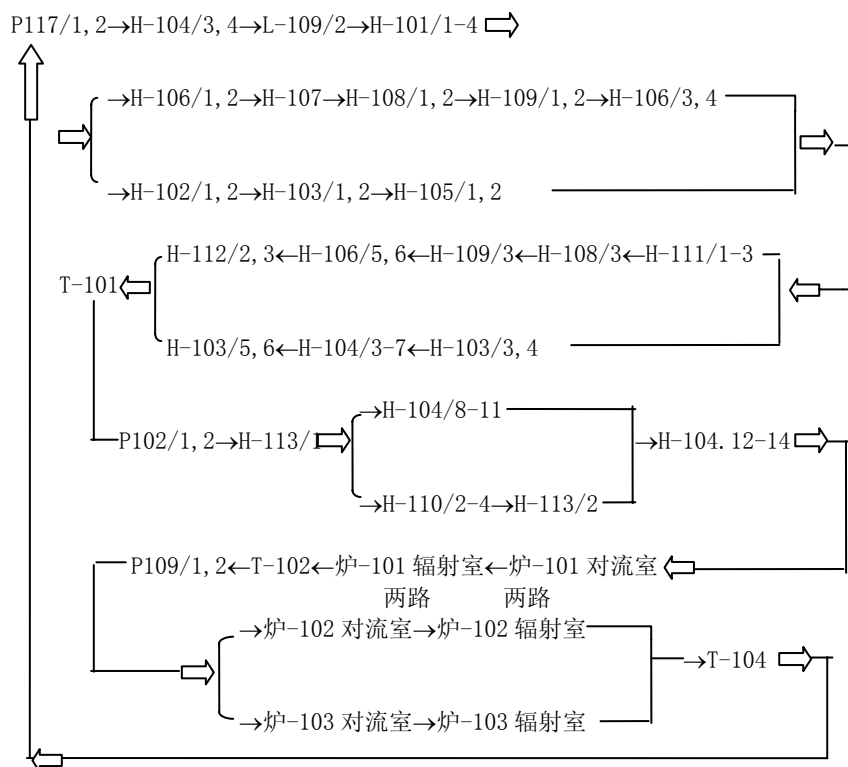 P117/1,2→H-104/3,4→L-109/2→H-101/1-4
→H-106/1,2→H-107→H-108/1,2→H-109/1,2→H-106/3,4
→H-102/1,2→H-103/1,2→H-105/1,2
H-112/2,3←H-106/5,6←H-109/3←H-108/3←H-111/1-3
T-101
H-103/5,6←H-104/3-7←H-103/3,4
→H-104/8-11
P102/1,2→H-113/1
→H-104.12-14
→H-110/2-4→H-113/2
P109/1,2←T-102←炉-101 辐射室←炉-101 对流室
两路 两路
→炉-102 对流室→炉-102 辐射室
→T-104
→炉-103 对流室→炉-103 辐射室